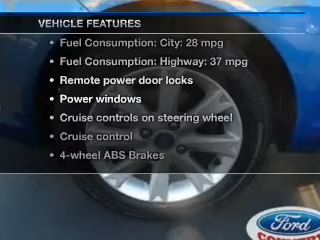 VEHICLE FEATURES
• Fuel Consumption: City: 28 mpg
• Fuel Consumption: Highway: 37 mpg
• Remote power door locks
• Power windows
• Cruise controls on steering wheel
• Cruise control
• 4-wheel ABS Brakes
Ford